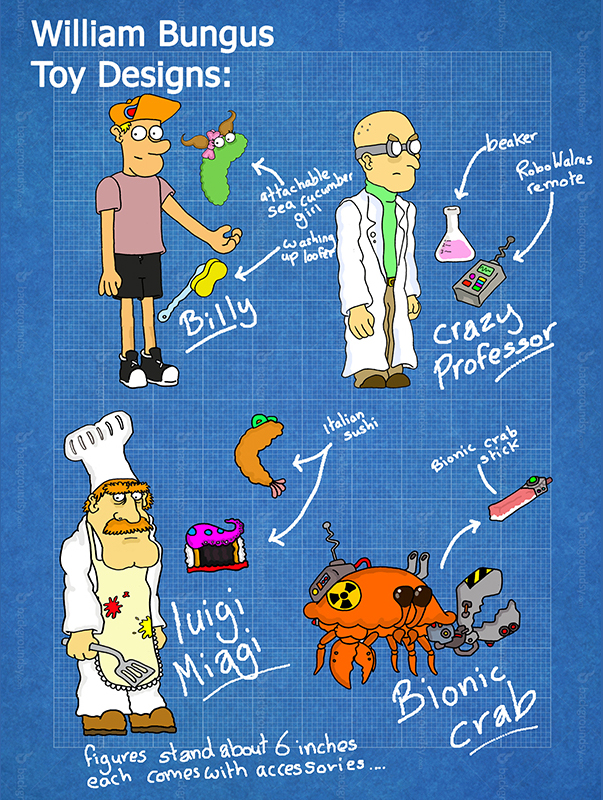 William Bungus
Toy Designs:
attachable
sea cucumber
girl
washing
up loofer
Billy
beaker
RoboWalrus
remote
crazy
Professor
Italian
sushi
luigi
Miagi
Bionic crab
stick
Bionic
crab
figures stand about 6 inches
each comes with accessories....